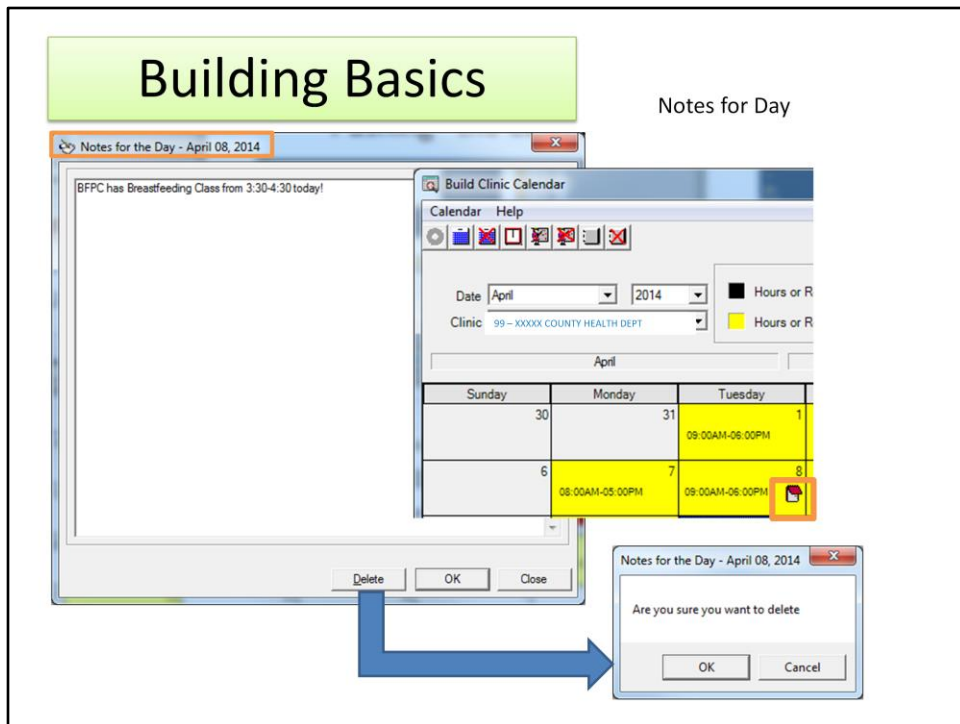 Building Basics
Notes for Day
Notes for the Day - April 08, 2014
BFPC has Breastfeeding Class from 3:30-4:30 today!
Delete
OK
Close
Build Clinic Calendar
Calendar Help
Date April 2014
Hours or R
Clinic 99 – XXXXX COUNTY HEALTH DEPT
Hours or R
April
Sunday Monday Tuesday
30 31 1
09:00AM-06:00PM
6 7 8
08:00AM-05:00PM 09:00AM-06:00PM
Notes for the Day - April 08, 2014
Are you sure you want to delete
OK Cancel